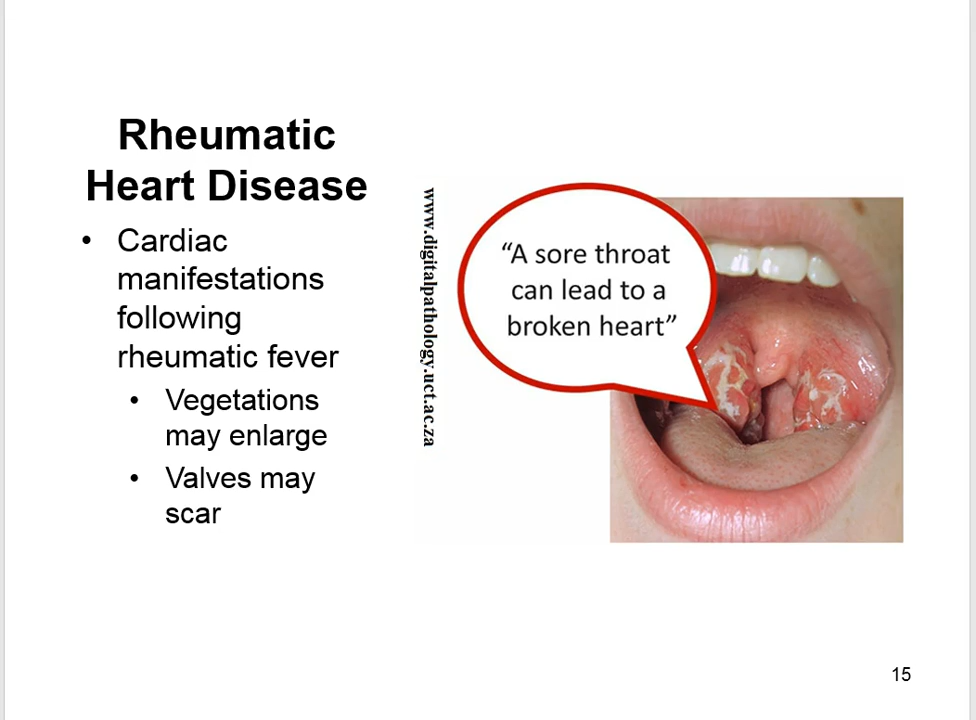 Rheumatic
Heart Disease
• Cardiac
manifestations
following
rheumatic fever
• Vegetations
may enlarge
• Valves may
scar
www.digitalpathology.uct.ac.za
“A sore throat
can lead to a
broken heart”
15